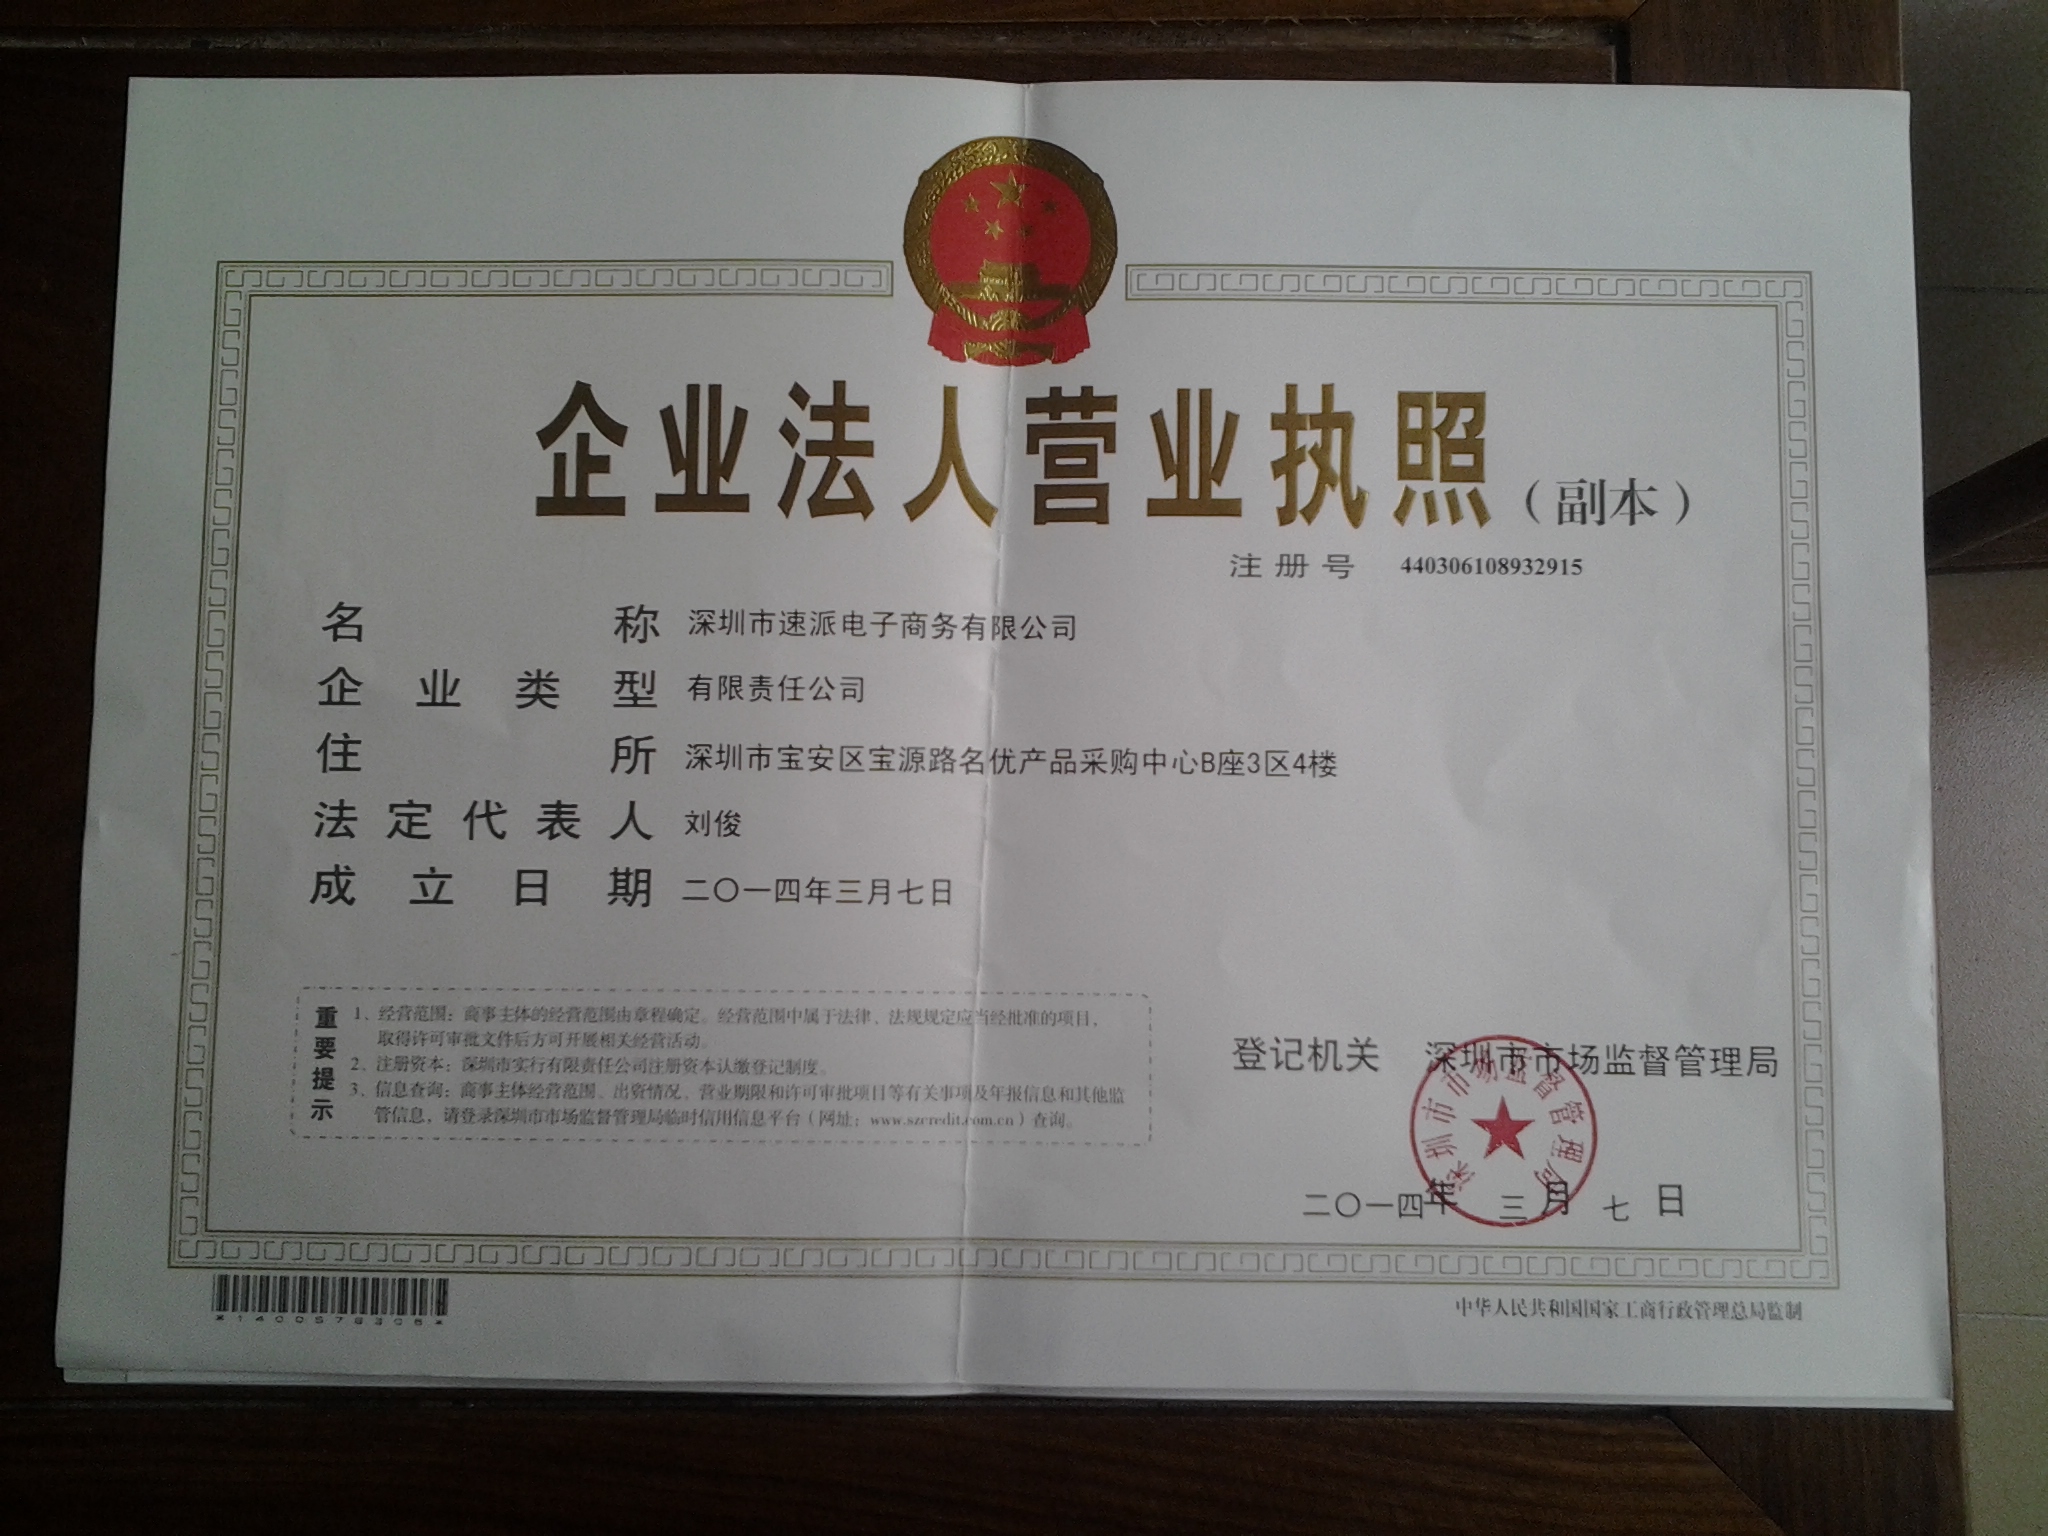 企业法人营业执照（副本）
注册号 440306108932915
名称 深圳市速派电子商务有限公司
企业类型 有限责任公司
住所 深圳市宝安区宝源路名优产品采购中心B座3区4楼
法定代表人 刘俊
成立日期 二〇一四年三月七日
重要提示
1、经营范围：商事主体的经营范围由章程确定。经营范围中属于法律、法规规定应当经批准的项目，
取得许可审批文件后方可开展相关经营活动。
2、注册资本：深圳市实行有限责任公司注册资本认缴登记制度。
3、信息查询：商事主体经营范围、出资情况、营业期限和许可审批项目等有关事项及年报信息和其他监
管信息，请登录深圳市市场监督管理局临时信用信息平台（网址：www.szcredit.com.cn）查询。
登记机关 深圳市市场监督管理局
深圳市市场监督管理局
二〇一四年 三月 七日
中华人民共和国国家工商行政管理总局监制